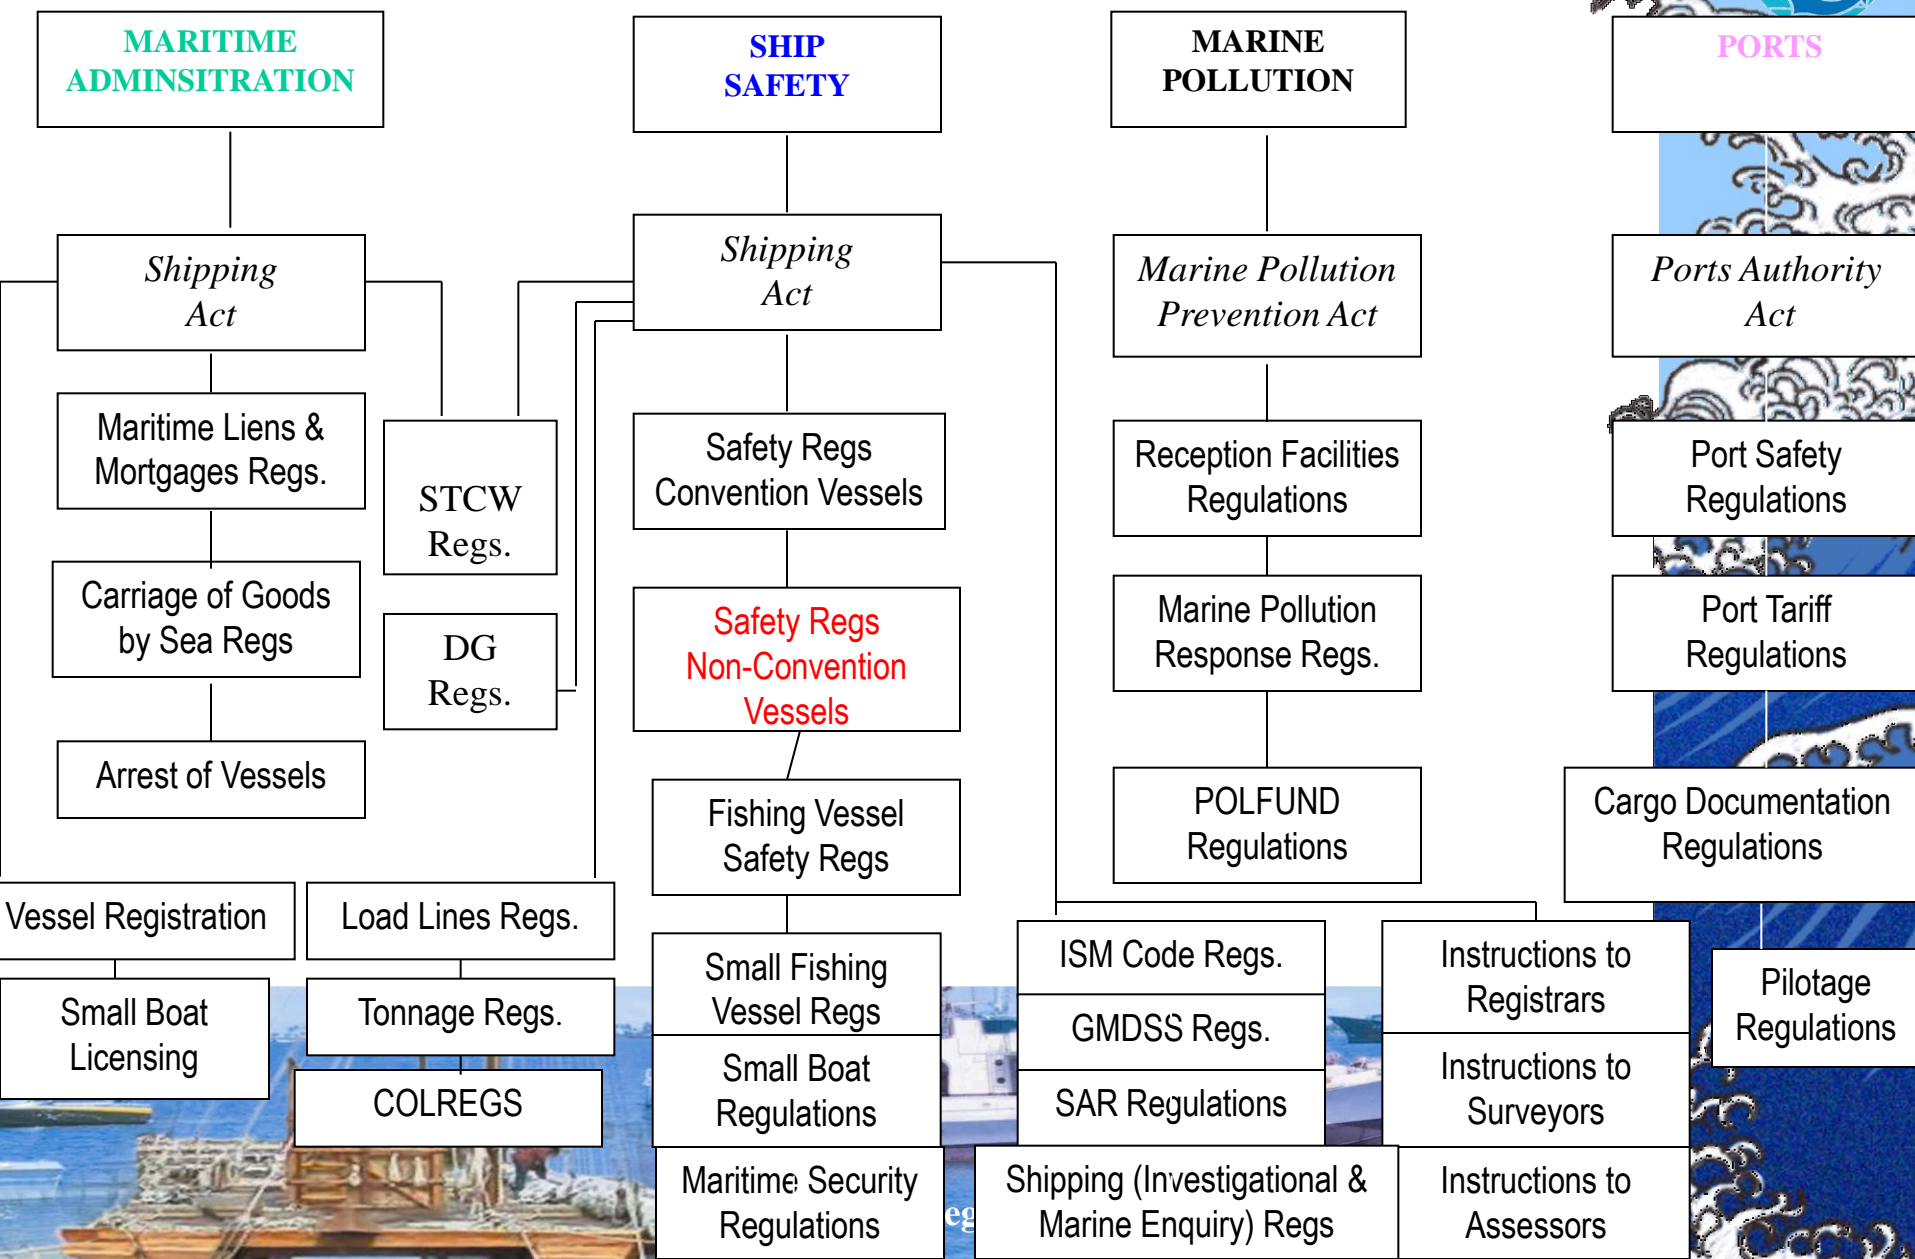 MARITIME
ADMINSITRATION
SHIP
SAFETY
MARINE
POLLUTION
PORTS
Shipping
Act
Shipping
Act
Marine Pollution
Prevention Act
Ports Authority
Act
Maritime Liens &
Mortgages Regs.
STCW
Regs.
Safety Regs
Convention Vessels
Reception Facilities
Regulations
Port Safety
Regulations
Carriage of Goods
by Sea Regs
DG
Regs.
Safety Regs
Non-Convention
Vessels
Marine Pollution
Response Regs.
Port Tariff
Regulations
Arrest of Vessels
Fishing Vessel
Safety Regs
POLFUND
Regulations
Cargo Documentation
Regulations
Vessel Registration
Load Lines Regs.
Small Fishing
Vessel Regs
ISM Code Regs.
Instructions to
Registrars
Pilotage
Regulations
Small Boat
Licensing
Tonnage Regs.
GMDSS Regs.
Small Boat
Regulations
Instructions to
Surveyors
COLREGS
SAR Regulations
Maritime Security
Regulations
Shipping (Investigational &
Marine Enquiry) Regs
Instructions to
Assessors